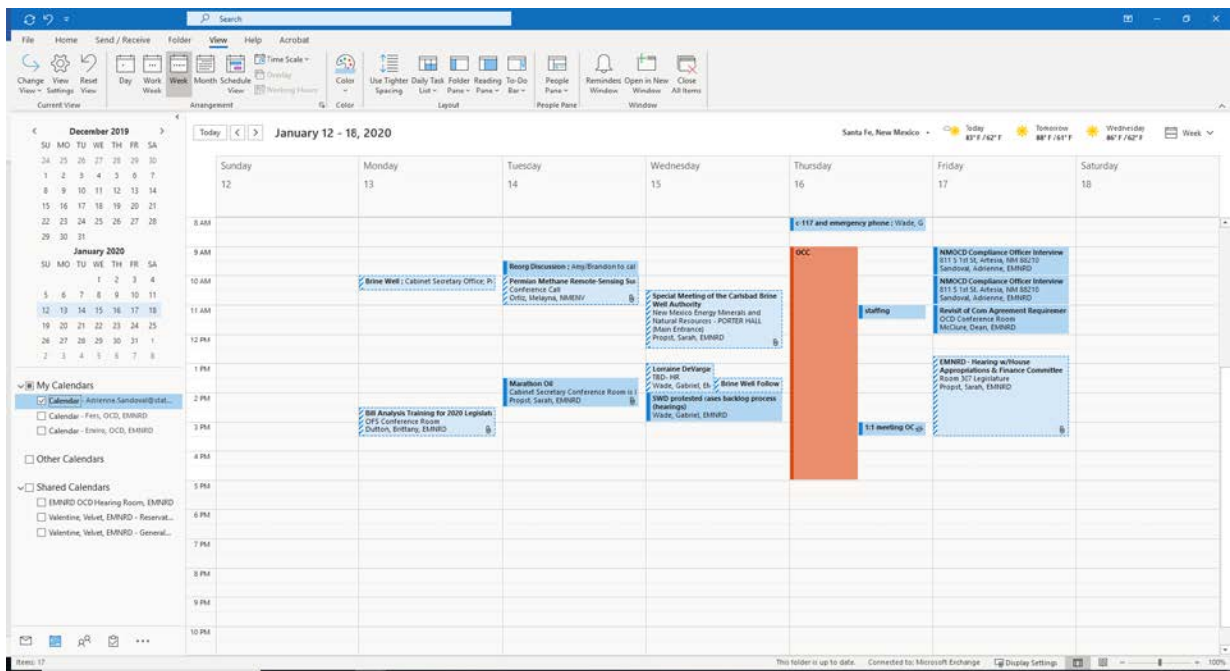 Search
File Home Send / Receive Folder View Help Acrobat
Change View View Settings Reset View Day Work Week Week Month Schedule View Time Scale Overlay Working Hours Color Use Tighter Spacing Daily Task List Folder Pane Reading Pane To-Do Bar People Pane Reminders Window Open in New Window Close All Items
Current View Arrangement Color Layout People Pane Window
December 2019
SU MO TU WE TH FR SA
24 25 26 27 28 29 30
1 2 3 4 5 6 7
8 9 10 11 12 13 14
15 16 17 18 19 20 21
22 23 24 25 26 27 28
29 30 31
January 2020
SU MO TU WE TH FR SA
1 2 3 4
5 6 7 8 9 10 11
12 13 14 15 16 17 18
19 20 21 22 23 24 25
26 27 28 29 30 31 1
2 3 4 5 6 7 8
My Calendars
Calendar - Adrienne.Sandoval@stat...
Calendar - Fees, OCD, EMNRD
Calendar - Enviro, OCD, EMNRD
Other Calendars
Shared Calendars
EMNRD OCD Hearing Room, EMNRD
Valentine, Velvet, EMNRD - Reservat...
Valentine, Velvet, EMNRD - General...
Items: 17
Today January 12 - 18, 2020
Santa Fe, New Mexico
Today
83° F / 62° F
Tomorrow
88° F / 61° F
Wednesday
86° F / 62° F
Week
Sunday Monday Tuesday Wednesday Thursday Friday Saturday
12 13 14 15 16 17 18
8 AM
9 AM
10 AM
11 AM
12 PM
1 PM
2 PM
3 PM
4 PM
5 PM
6 PM
7 PM
8 PM
9 PM
10 PM
Brine Well ; Cabinet Secretary Office;
Bill Analysis Training for 2020 Legislat
OFS Conference Room
Dutton, Brittany, EMNRD
Reorg Discussion ; Amy/Brandon to cal
Permian Methane Remote-Sensing Su
Conference Call
Ortiz, Melayna, NMENV
Marathon Oil
Cabinet Secretary Conference Room
Propst, Sarah, EMNRD
Special Meeting of the Carlsbad Brine
Well Authority
New Mexico Energy Minerals and
Natural Resources - PORTER HALL
(Main Entrance)
Propst, Sarah, EMNRD
Lorraine DeVarga
TRD- HR
Wade, Gabriel, EM
Brine Well Follow
SWD protested cases backlog process
(hearings)
Wade, Gabriel, EMNRD
c-117 and emergency phone ; Wade, G
OCC
staffing
1:1 meeting OC
NMOCD Compliance Officer Interview
811 S 1st St, Artesia, NM 88210
Sandoval, Adrienne, EMNRD
NMOCD Compliance Officer Interview
811 S 1st St, Artesia, NM 88210
Sandoval, Adrienne, EMNRD
Revisit of Com Agreement Requiremen
OCD Conference Room
McClure, Dean, EMNRD
EMNRD - Hearing w/House
Appropriations & Finance Committee
Room 307 Legislature
Propst, Sarah, EMNRD
This folder is up to date. Connected to: Microsoft Exchange Display Settings 100%